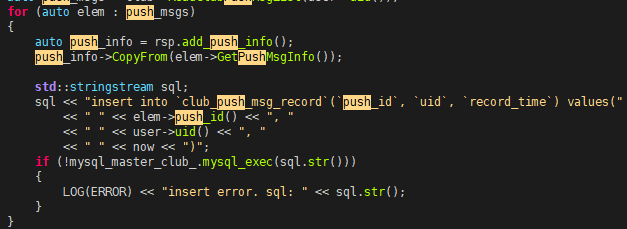 for (auto elem : push_msgs)
{
    auto push_info = rsp.add_push_info();
    push_info->CopyFrom(elem->GetPushMsgInfo());

    std::stringstream sql;
    sql << "insert into `club_push_msg_record`(`push_id`, `uid`, `record_time`) values("
        << " " << elem->push_id() << ", "
        << " " << user->uid() << ", "
        << " " << now << ")";
    if (!mysql_master_club_.mysql_exec(sql.str()))
    {
        LOG(ERROR) << "insert error. sql: " << sql.str();
    }
}